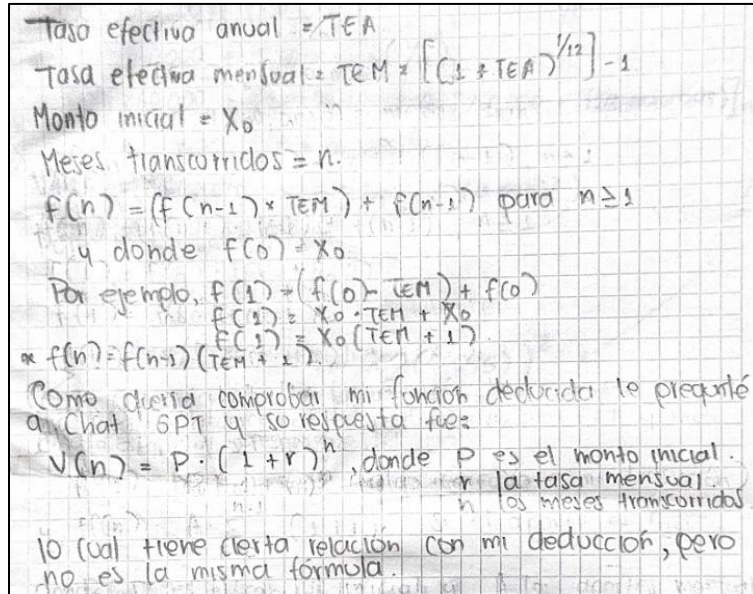 Tasa efectiva anual = TEA
Tasa efectiva mensual = TEM = [(1 + TEA)^1/12] - 1
Monto inicial = X₀
Meses transcurridos = n.
f(n) = (f(n-1) × TEM) + f(n-1) para n ≥ 1
y donde f(0) = X₀
Por ejemplo, f(1) = (f(0) · TEM) + f(0)
f(1) = X₀ · TEM + X₀
f(1) = X₀(TEM + 1).
* f(n) = f(n-1)(TEM + 1).
Como quería comprobar mi función deducida le pregunté
a Chat GPT y su respuesta fue:
V(n) = P · (1 + r)^n, donde P es el monto inicial.
r la tasa mensual.
n los meses transcurridos
lo cual tiene cierta relación con mi deducción, pero
no es la misma fórmula.